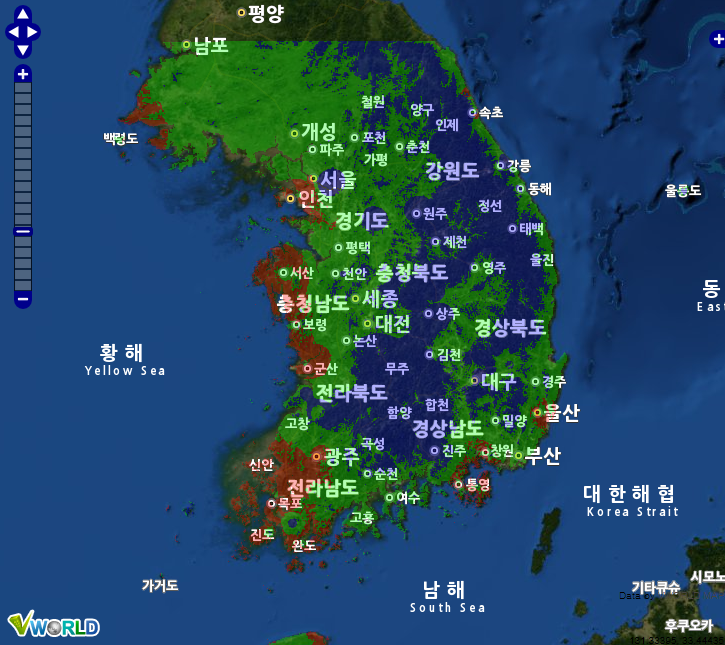 평양
남포
철원
양구
속초
인제
백령도
개성
포천
파주
춘천
가평
강릉
강원도
서울
동해
울릉도
인천
정선
원주
경기도
태백
제천
평택
울진
영주
서산
천안
충청북도
동
East
세종
충청남도
상주
대전
보령
경상북도
논산
황해
Yellow Sea
김천
군산
무주
대구
경주
전라북도
합천
함양
울산
고창
밀양
경상남도
곡성
진주
창원
부산
광주
신안
순천
통영
전라남도
여수
대한해협
Korea Strait
목포
고흥
진도
완도
가거도
남해
South Sea
시모노
기타큐슈
Data by
후쿠오카
VWORLD